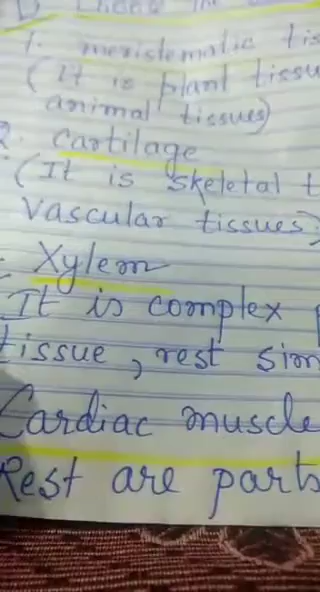 1. meristematic tis
(It is plant tissu
animal tissues)
2. Cartilage
(It is skeletal t
Vascular tissues)
: Xylem
It is complex p
tissue, rest sim
Cardiac muscle
Rest are parts